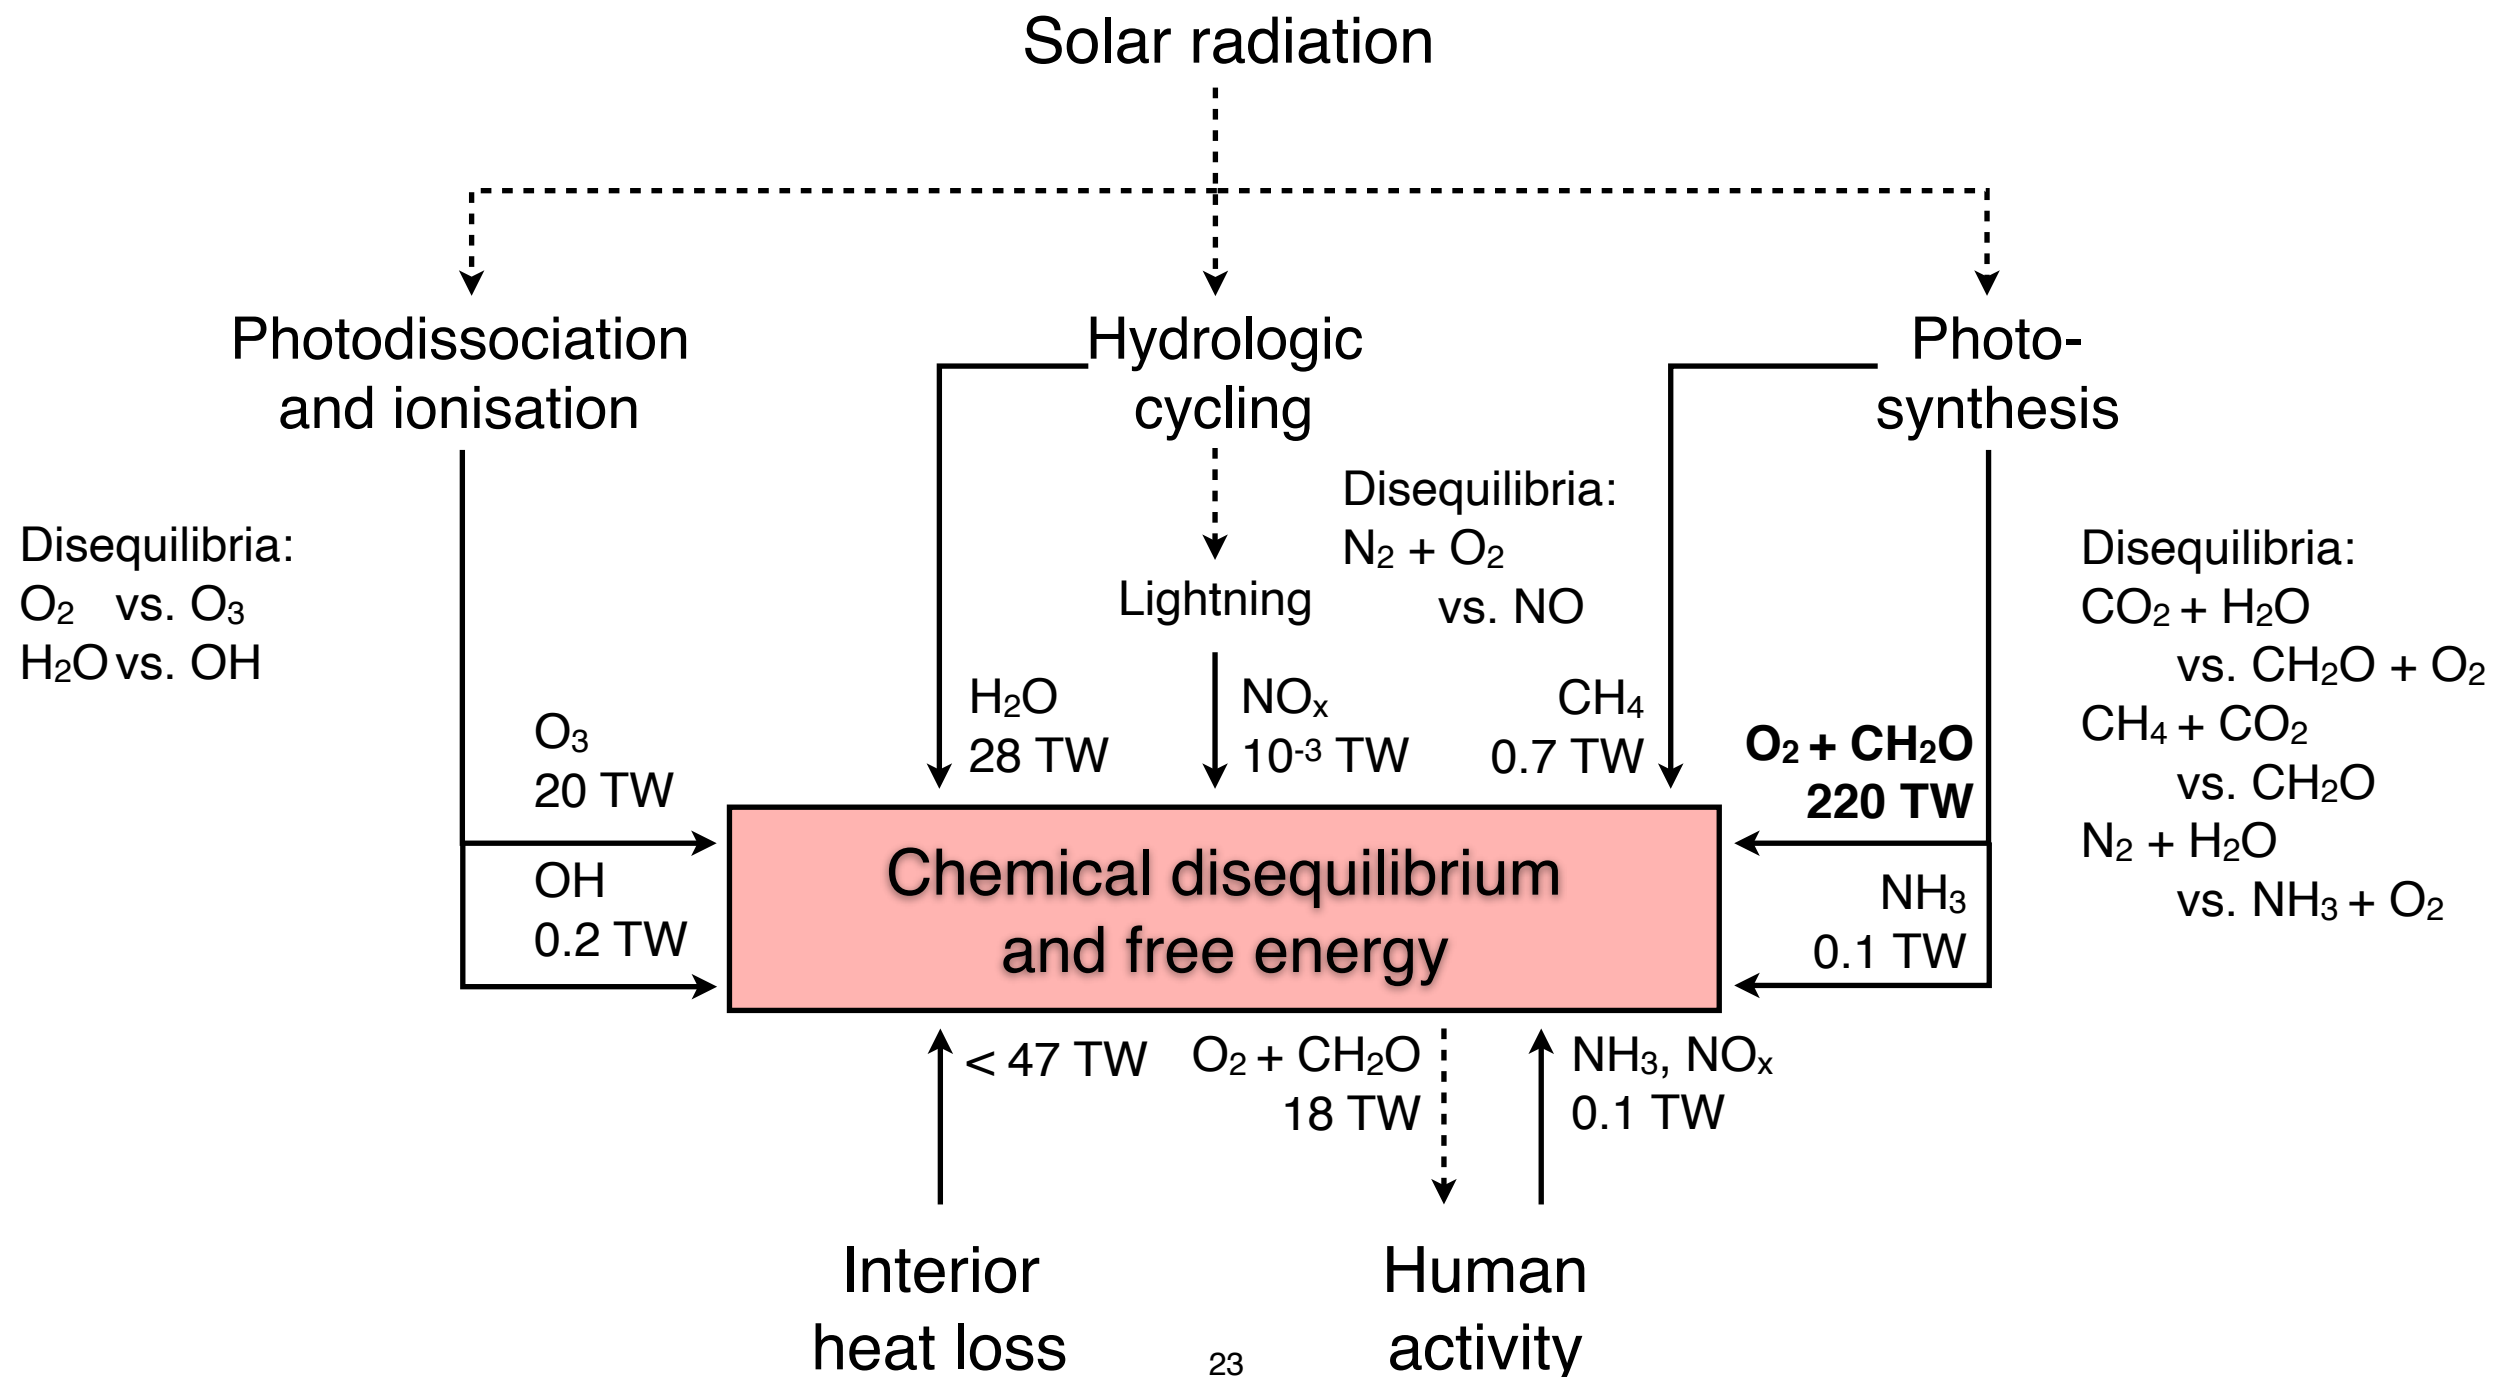 Solar radiation
Photodissociation
and ionisation
Hydrologic
cycling
Photo-
synthesis
Disequilibria:
O₂ vs. O₃
H₂O vs. OH
Lightning
Disequilibria:
N₂ + O₂
vs. NO
Disequilibria:
CO₂ + H₂O
vs. CH₂O + O₂
CH₄ + CO₂
vs. CH₂O
N₂ + H₂O
vs. NH₃ + O₂
O₃
20 TW
OH
0.2 TW
H₂O
28 TW
NOₓ
10⁻³ TW
CH₄
0.7 TW
O₂ + CH₂O
220 TW
NH₃
0.1 TW
Chemical disequilibrium
and free energy
< 47 TW
O₂ + CH₂O
18 TW
NH₃, NOₓ
0.1 TW
Interior
heat loss
Human
activity
23